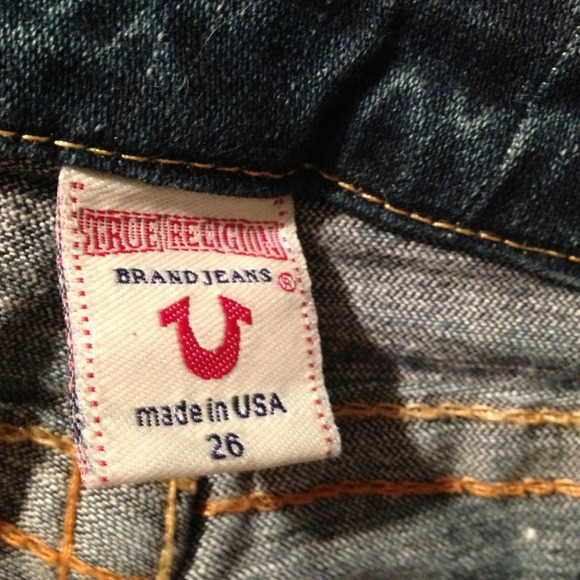 TRUE RELIGION
BRAND JEANS ®
made in USA
26